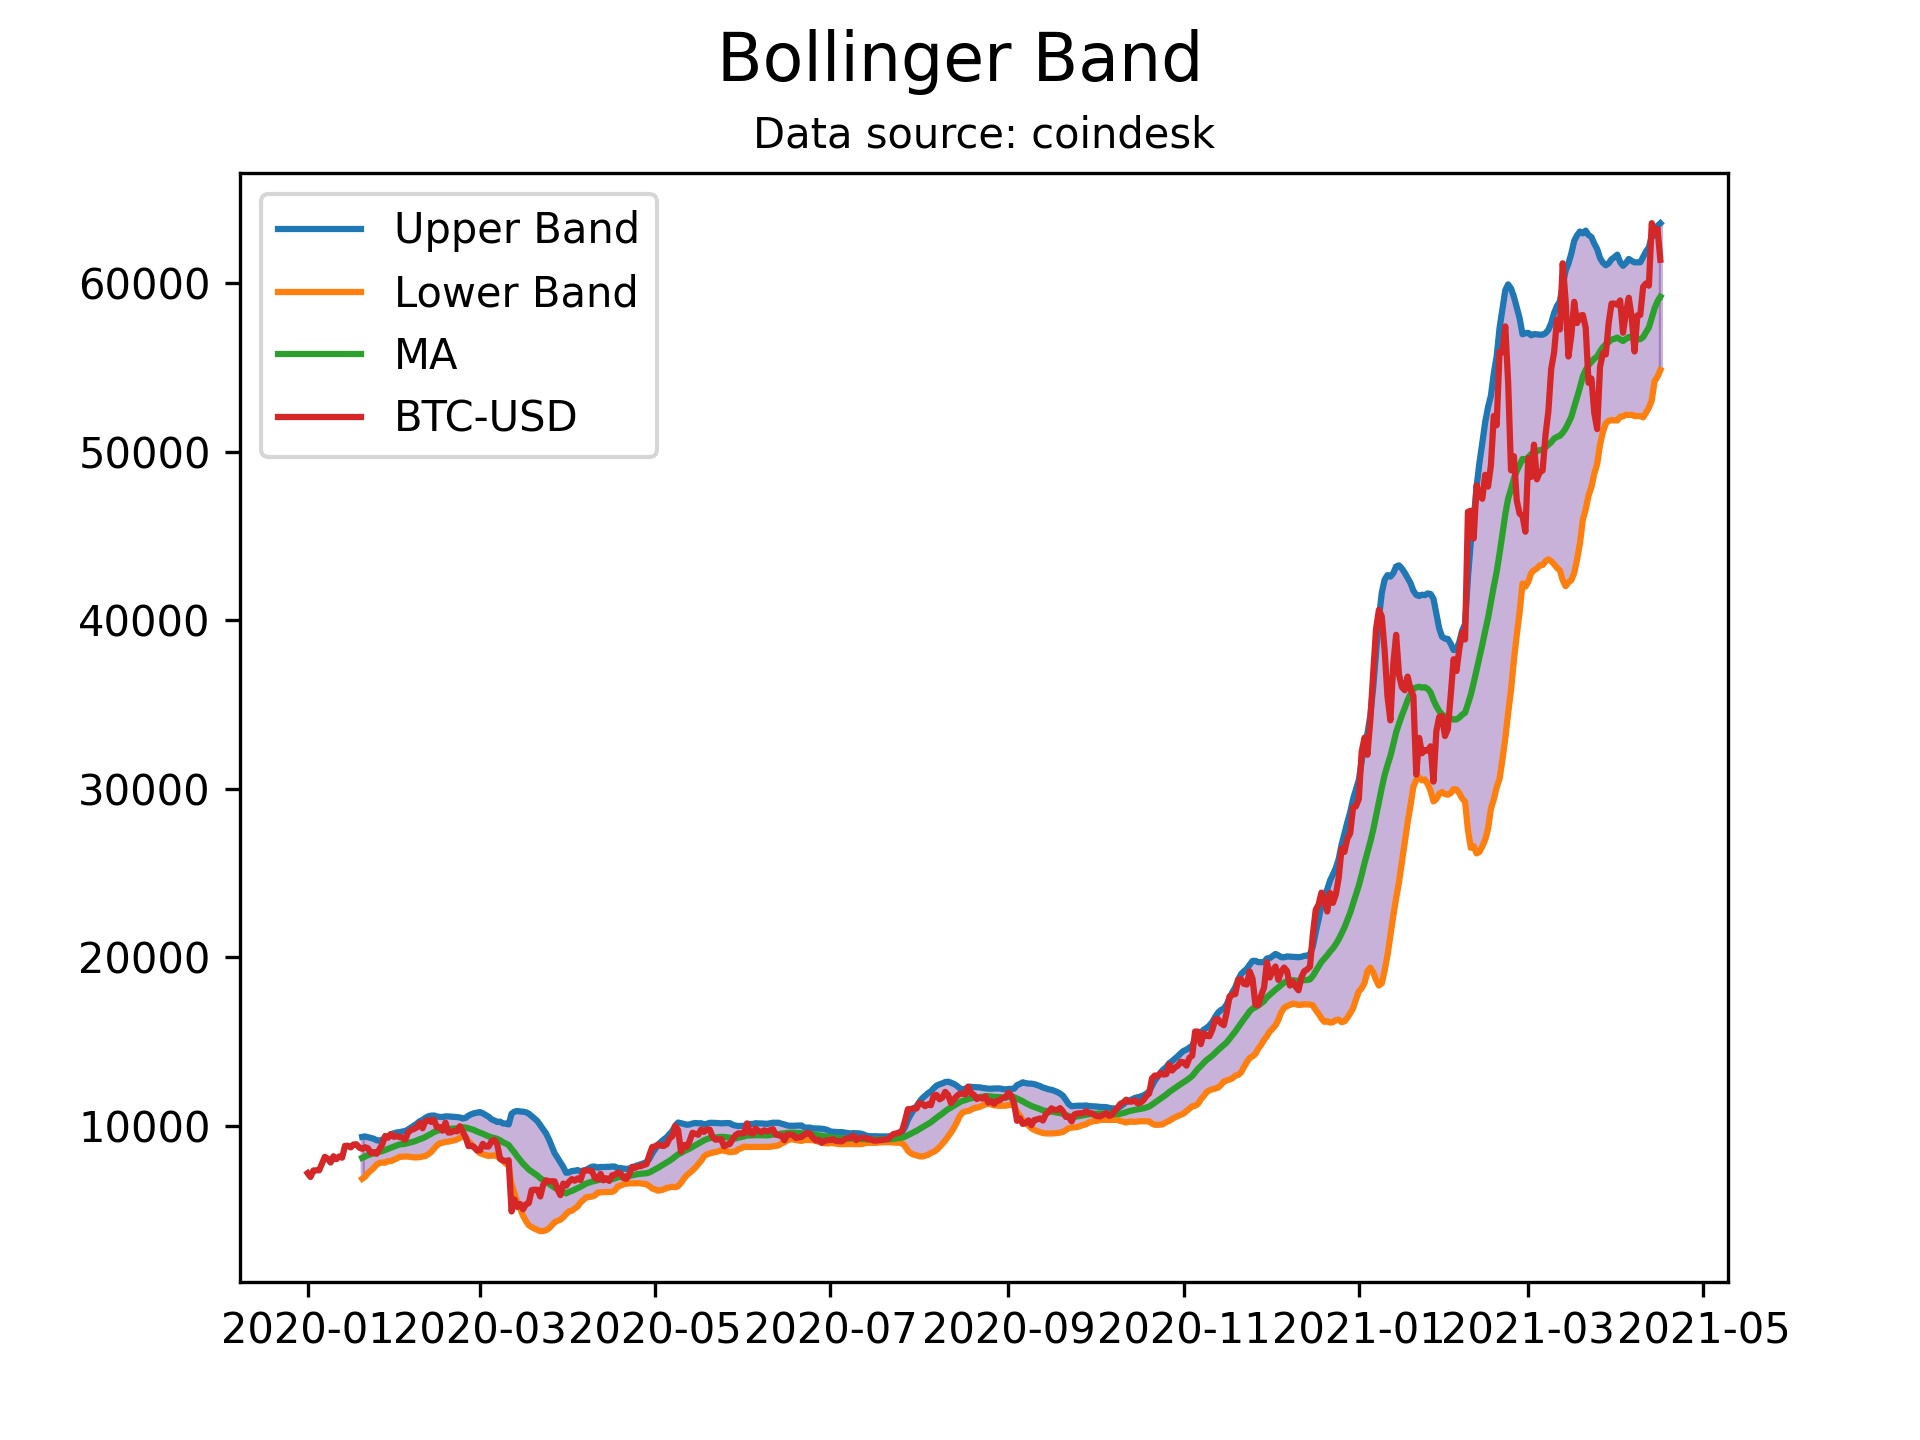 Bollinger Band
Data source: coindesk
Upper Band
Lower Band
MA
BTC-USD
60000
50000
40000
30000
20000
10000
2020-01 2020-03 2020-05 2020-07 2020-09 2020-11 2021-01 2021-03 2021-05